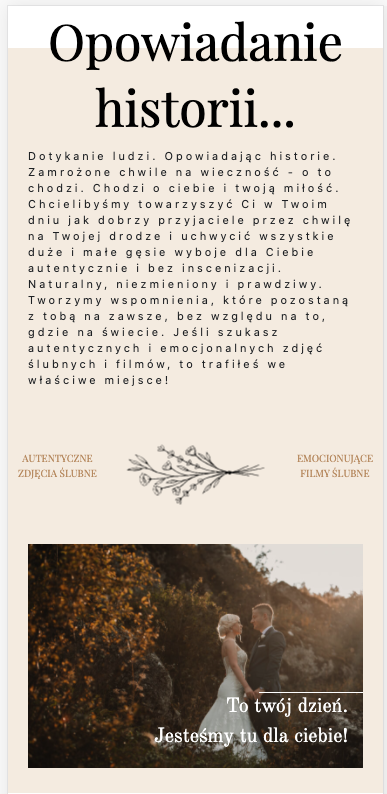 Opowiadanie
historii...
Dotykanie ludzi. Opowiadając historie.
Zamrożone chwile na wieczność - o to
chodzi. Chodzi o ciebie i twoją miłość.
Chcielibyśmy towarzyszyć Ci w Twoim
dniu jak dobrzy przyjaciele przez chwilę
na Twojej drodze i uchwycić wszystkie
duże i małe gęsie wyboje dla Ciebie
autentycznie i bez inscenizacji.
Naturalny, niezmieniony i prawdziwy.
Tworzymy wspomnienia, które pozostaną
z tobą na zawsze, bez względu na to,
gdzie na świecie. Jeśli szukasz
autentycznych i emocjonalnych zdjęć
ślubnych i filmów, to trafiłeś we
właściwe miejsce!
AUTENTYCZNE
ZDJĘCIA ŚLUBNE
EMOCIONUJĄCE
FILMY ŚLUBNE
To twój dzień.
Jesteśmy tu dla ciebie!